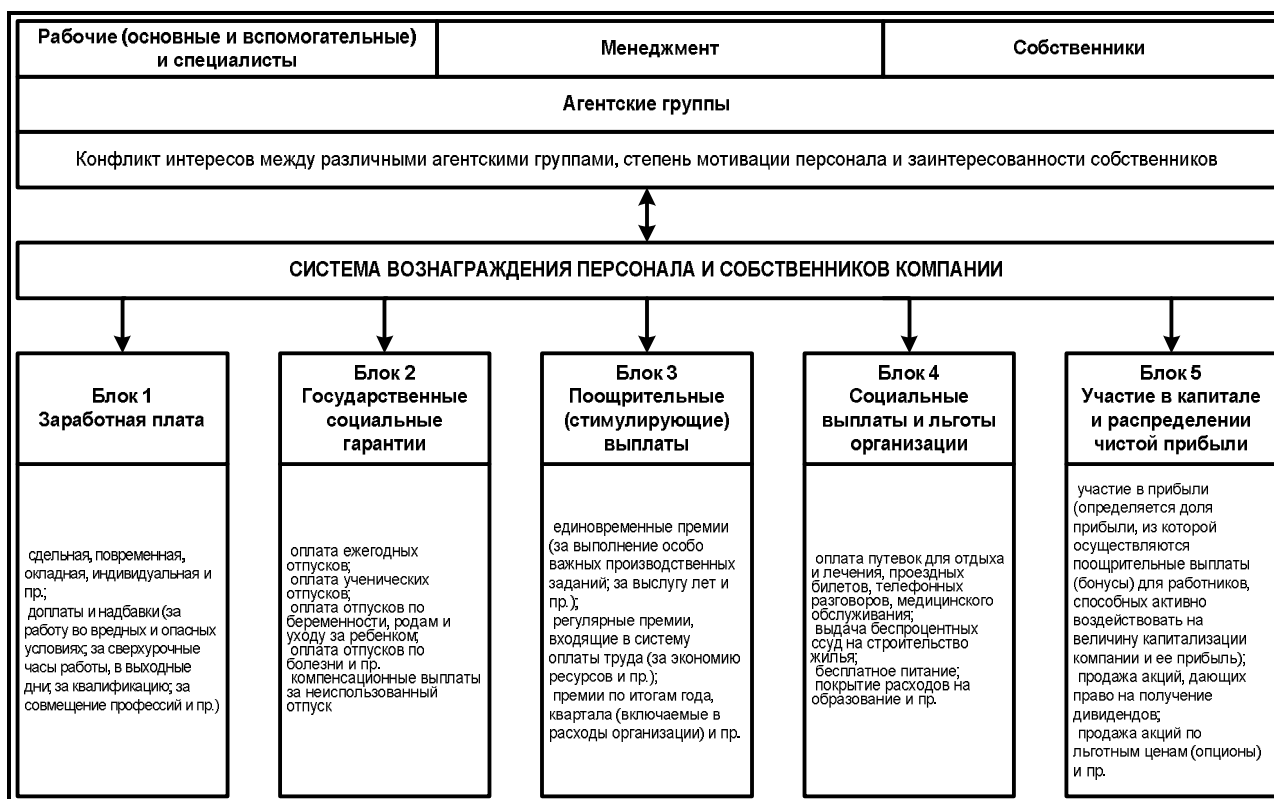 Рабочие (основные и вспомогательные)
и специалисты
Менеджмент
Собственники
Агентские группы
Конфликт интересов между различными агентскими группами, степень мотивации персонала и заинтересованности собственников
СИСТЕМА ВОЗНАГРАЖДЕНИЯ ПЕРСОНАЛА И СОБСТВЕННИКОВ КОМПАНИИ
Блок 1
Заработная плата
сдельная, повременная,
окладная, индивидуальная и
пр.;
доплаты и надбавки (за
работу во вредных и опасных
условиях; за сверхурочные
часы работы, в выходные
дни; за квалификацию; за
совмещение профессий и пр.)
Блок 2
Государственные
социальные
гарантии
оплата ежегодных
отпусков;
оплата ученических
отпусков;
оплата отпусков по
беременности, родам и
уходу за ребенком;
оплата отпусков по
болезни и пр.
компенсационные выплаты
за неиспользованный
отпуск
Блок 3
Поощрительные
(стимулирующие)
выплаты
единовременные премии
(за выполнение особо
важных производственных
заданий; за выслугу лет и
пр.);
регулярные премии,
входящие в систему
оплаты труда (за экономию
ресурсов и пр.);
премии по итогам года,
квартала (включаемые в
расходы организации) и пр.
Блок 4
Социальные
выплаты и льготы
организации
оплата путевок для отдыха
и лечения, проездных
билетов, телефонных
разговоров, медицинского
обслуживания;
выдача беспроцентных
ссуд на строительство
жилья;
бесплатное питание;
покрытие расходов на
образование и пр.
Блок 5
Участие в капитале
и распределении
чистой прибыли
участие в прибыли
(определяется доля
прибыли, из которой
осуществляются
поощрительные выплаты
(бонусы) для работников,
способных активно
воздействовать на
величину капитализации
компании и ее прибыль);
продажа акций, дающих
право на получение
дивидендов;
продажа акций по
льготным ценам (опционы)
и пр.